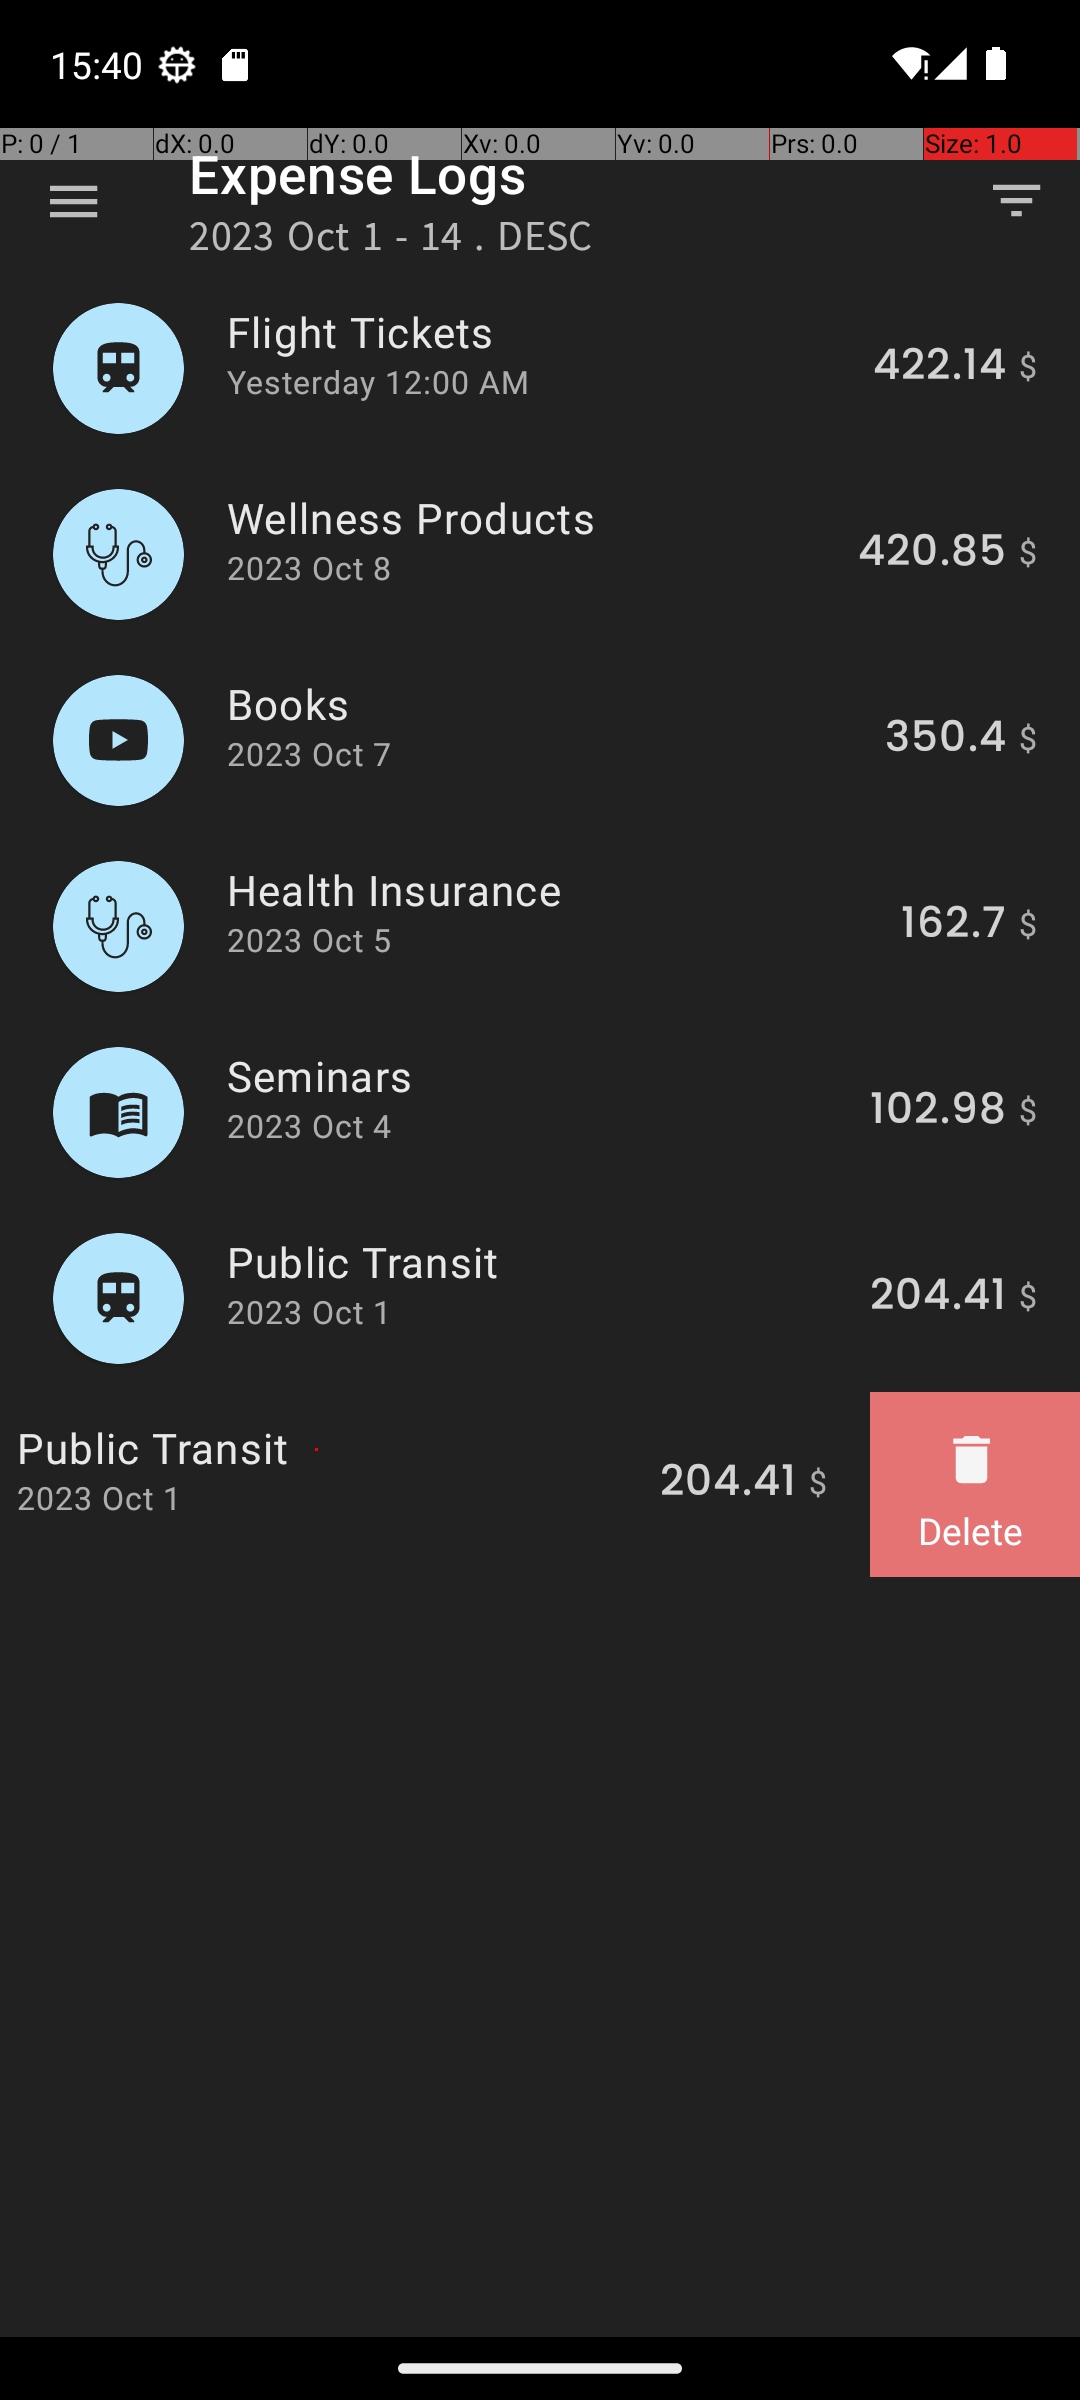 15:40
P: 0 / 1 dX: 0.0 dY: 0.0 Xv: 0.0 Yv: 0.0 Prs: 0.0 Size: 1.0
Expense Logs
2023 Oct 1 - 14 . DESC
Flight Tickets
Yesterday 12:00 AM
422.14 $
Wellness Products
2023 Oct 8
420.85 $
Books
2023 Oct 7
350.4 $
Health Insurance
2023 Oct 5
162.7 $
Seminars
2023 Oct 4
102.98 $
Public Transit
2023 Oct 1
204.41 $
Public Transit
2023 Oct 1
204.41 $
Delete